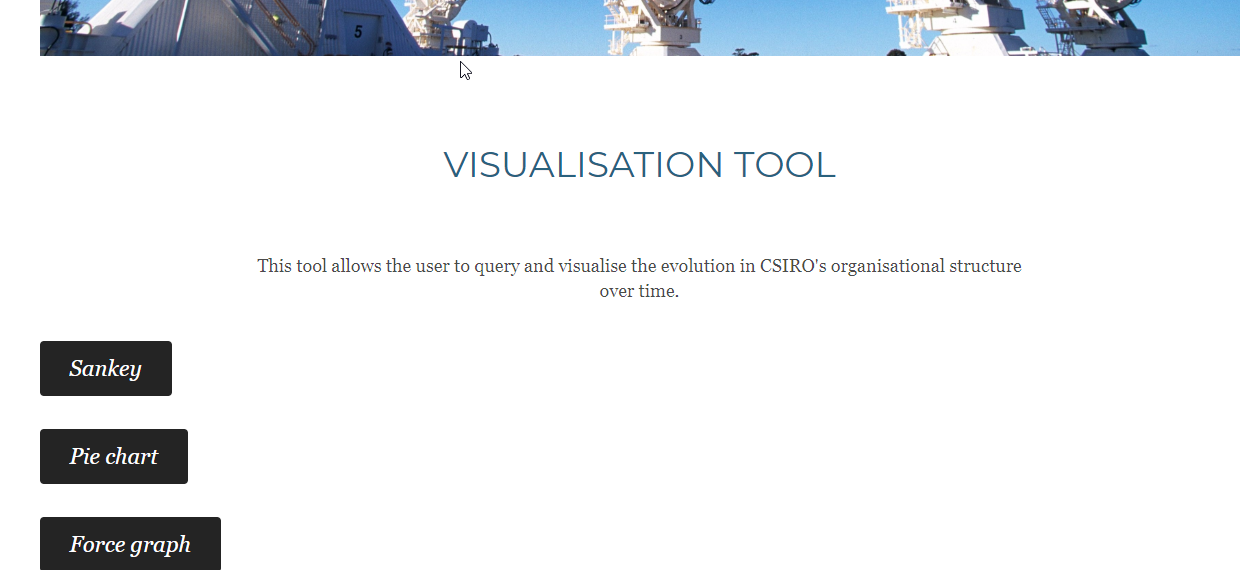 5
VISUALISATION TOOL
This tool allows the user to query and visualise the evolution in CSIRO's organisational structure
over time.
Sankey
Pie chart
Force graph